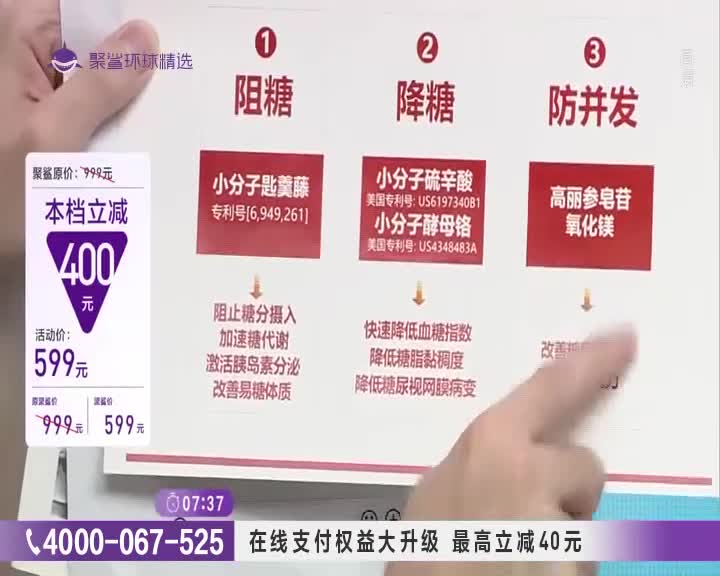 聚鲨环球精选
1
阻糖
小分子匙羹藤
专利号[6,949,261]
阻止糖分摄入
加速糖代谢
激活胰岛素分泌
改善易糖体质
2
降糖
小分子硫辛酸
美国专利号: US6197340B1
小分子酵母铬
美国专利号: US4348483A
快速降低血糖指数
降低糖脂黏稠度
降低糖尿视网膜病变
3
防并发
高丽参皂苷
氧化镁
改善
聚鲨原价: 999元
本档立减
400
元
活动价:
599元
原聚鲨价
999元
聚鲨价
599元
07:37
4000-067-525
在线支付权益大升级 最高立减40元